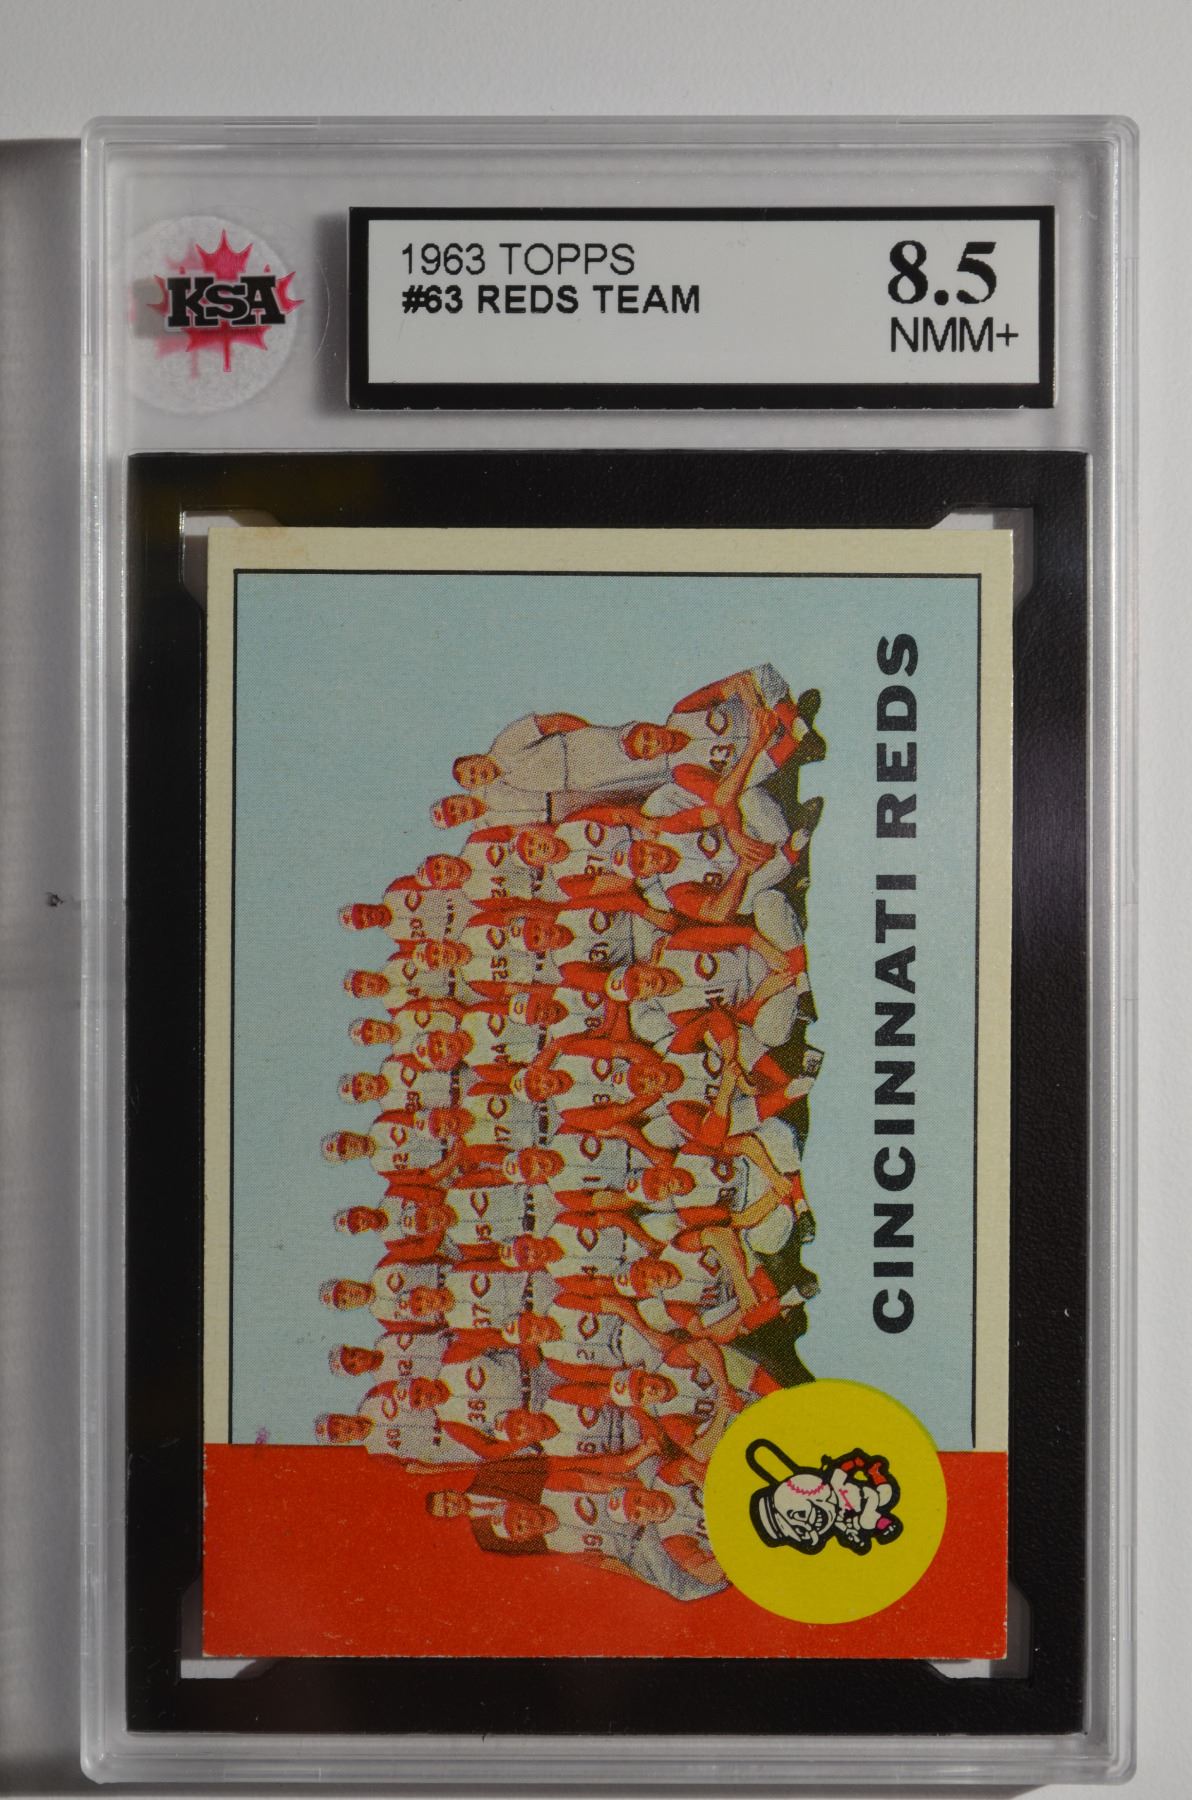 KSA
1963 TOPPS
#63 REDS TEAM
8.5
NMM+
CINCINNATI REDS